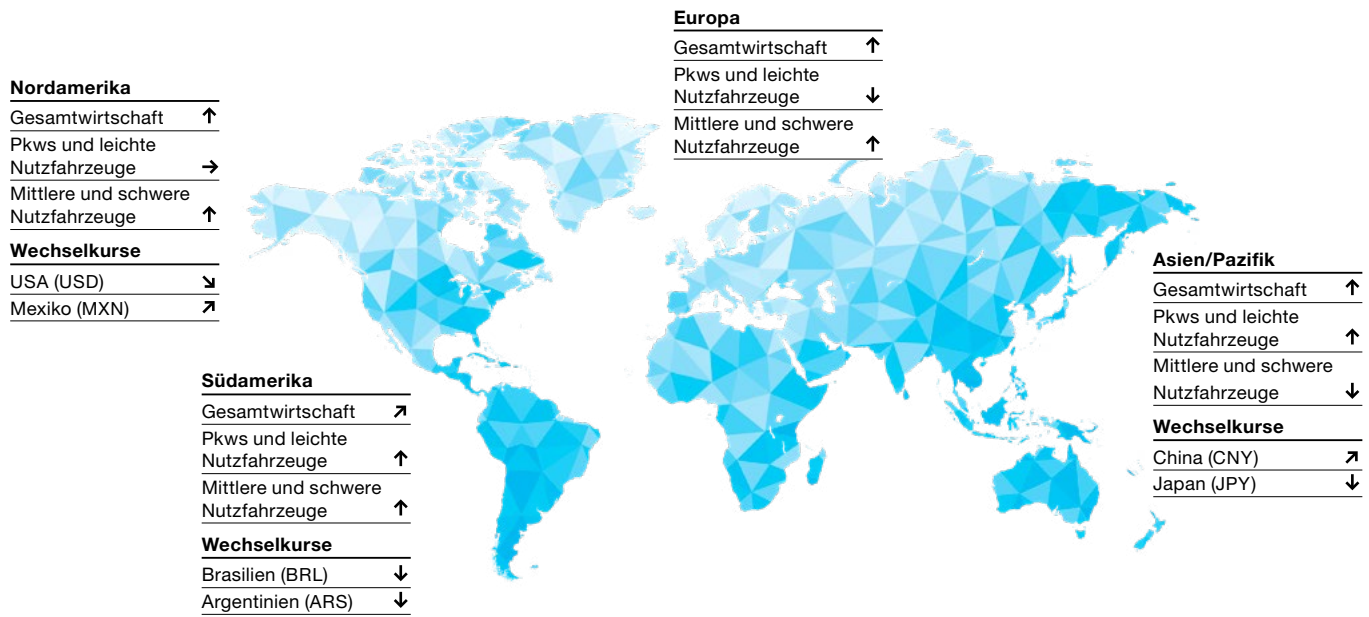 Europa
Gesamtwirtschaft ↑
Pkws und leichte
Nutzfahrzeuge ↓
Mittlere und schwere
Nutzfahrzeuge ↑
Nordamerika
Gesamtwirtschaft ↑
Pkws und leichte
Nutzfahrzeuge →
Mittlere und schwere
Nutzfahrzeuge ↑
Wechselkurse
USA (USD) ↘
Mexiko (MXN) ↗
Asien/Pazifik
Gesamtwirtschaft ↑
Pkws und leichte
Nutzfahrzeuge ↑
Mittlere und schwere
Nutzfahrzeuge ↓
Wechselkurse
China (CNY) ↗
Japan (JPY) ↓
Südamerika
Gesamtwirtschaft ↗
Pkws und leichte
Nutzfahrzeuge ↑
Mittlere und schwere
Nutzfahrzeuge ↑
Wechselkurse
Brasilien (BRL) ↓
Argentinien (ARS) ↓